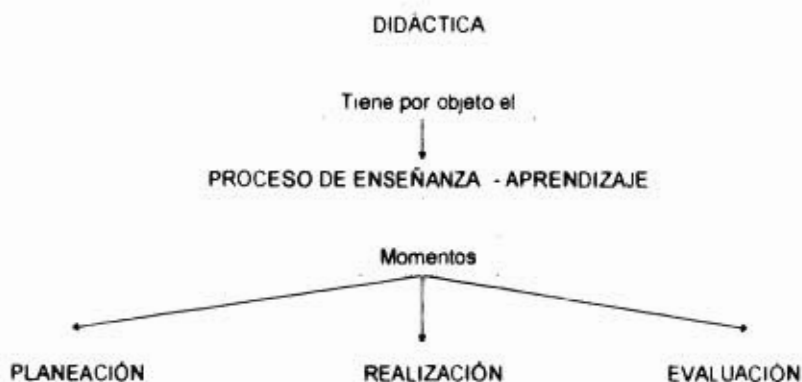 DIDÁCTICA
Tiene por objeto el
PROCESO DE ENSEÑANZA - APRENDIZAJE
Momentos
PLANEACIÓN REALIZACIÓN EVALUACIÓN